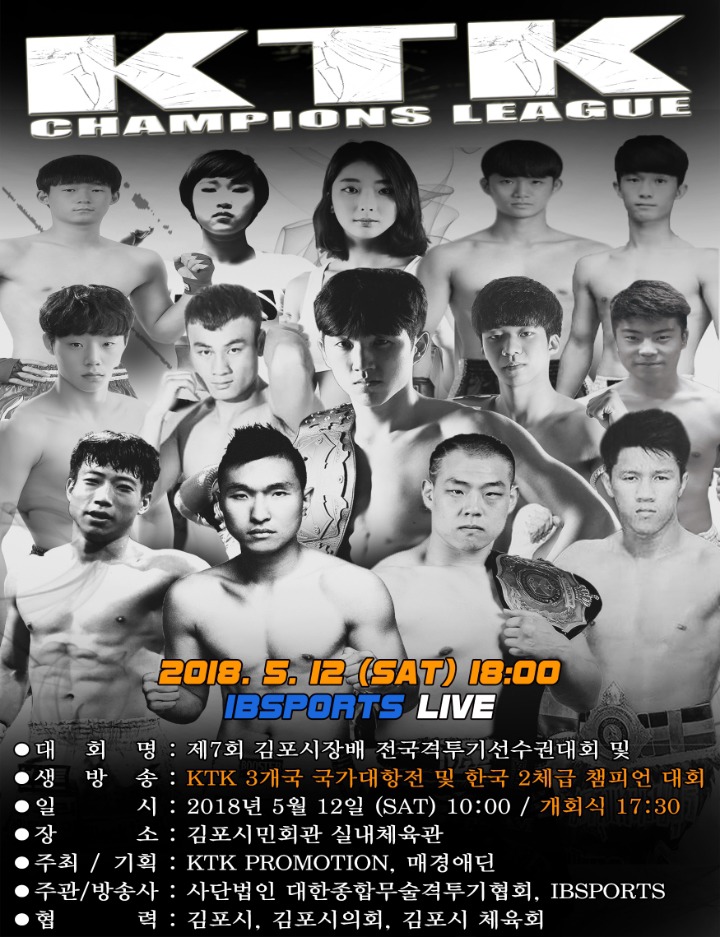 KTK
CHAMPIONS LEAGUE
2018. 5. 12 (SAT) 18:00
IBSPORTS LIVE
● 대 회 명 : 제7회 김포시장배 전국격투기선수권대회 및
● 생 방 송 : KTK 3개국 국가대항전 및 한국 2체급 챔피언 대회
● 일 시 : 2018년 5월 12일 (SAT) 10:00 / 개회식 17:30
● 장 소 : 김포시민회관 실내체육관
● 주최 / 기획 : KTK PROMOTION, 매경애딘
● 주관/방송사 : 사단법인 대한종합무술격투기협회, IBSPORTS
● 협 력 : 김포시, 김포시의회, 김포시 체육회